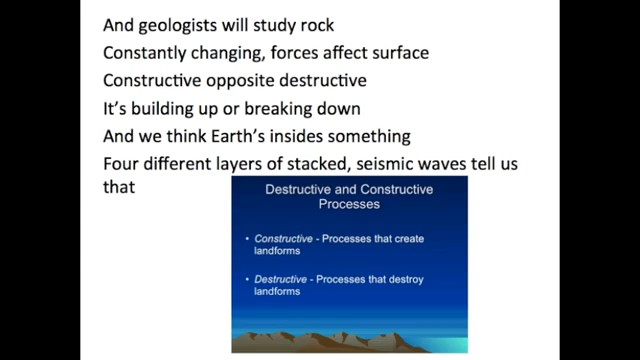 And geologists will study rock
Constantly changing, forces affect surface
Constructive opposite destructive
It's building up or breaking down
And we think Earth's insides something
Four different layers of stacked, seismic waves tell us
that
Destructive and Constructive
Processes
• Constructive - Processes that create
landforms
• Destructive - Processes that destroy
landforms